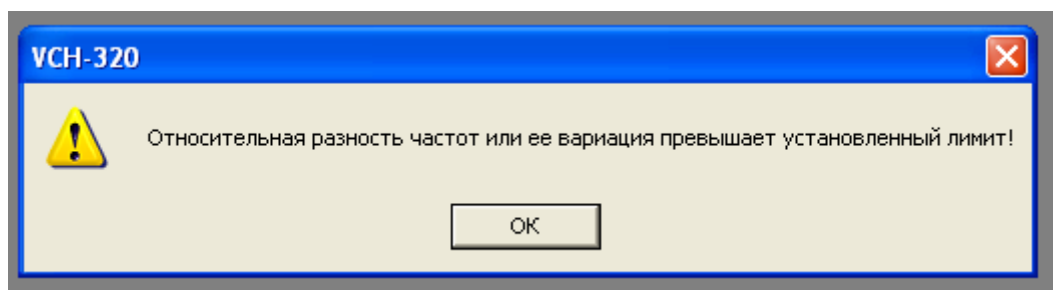 VCH-320
Относительная разность частот или ее вариация превышает установленный лимит!
OK